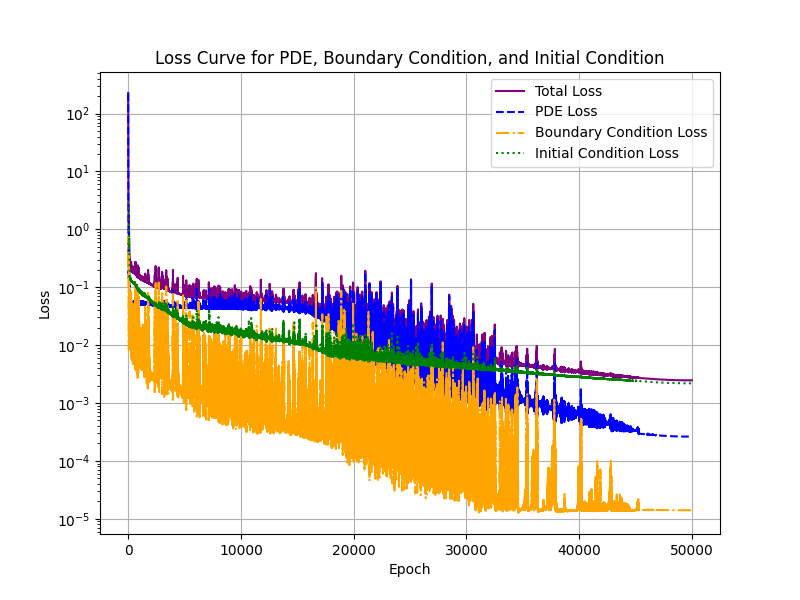 Loss Curve for PDE, Boundary Condition, and Initial Condition
Total Loss
PDE Loss
Boundary Condition Loss
Initial Condition Loss
Loss
10²
10¹
10⁰
10⁻¹
10⁻²
10⁻³
10⁻⁴
10⁻⁵
0 10000 20000 30000 40000 50000
Epoch